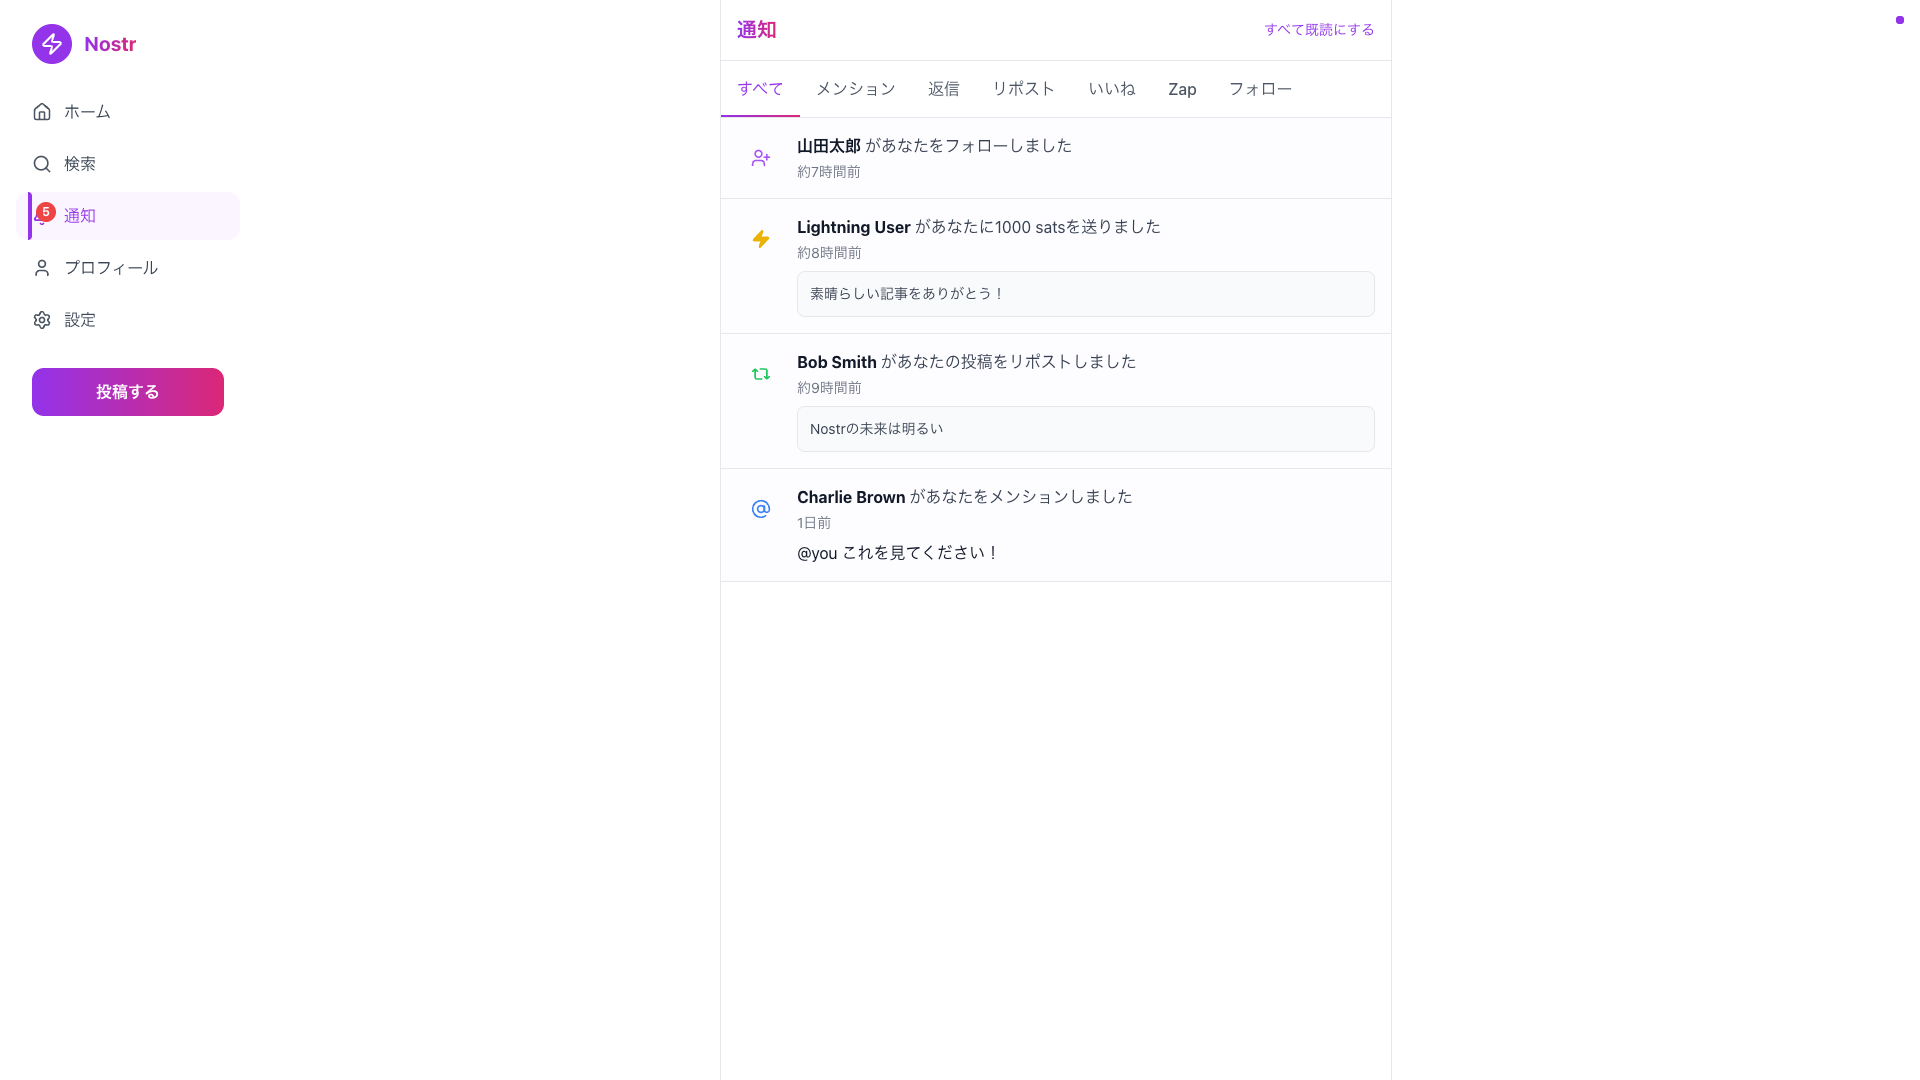 Nostr
ホーム
検索
5
通知
プロフィール
設定
投稿する
通知
すべて既読にする
すべて
メンション
返信
リポスト
いいね
Zap
フォロー
山田太郎 があなたをフォローしました
約7時間前
Lightning User があなたに1000 satsを送りました
約8時間前
素晴らしい記事をありがとう！
Bob Smith があなたの投稿をリポストしました
約9時間前
Nostrの未来は明るい
Charlie Brown があなたをメンションしました
1日前
@you これを見てください！